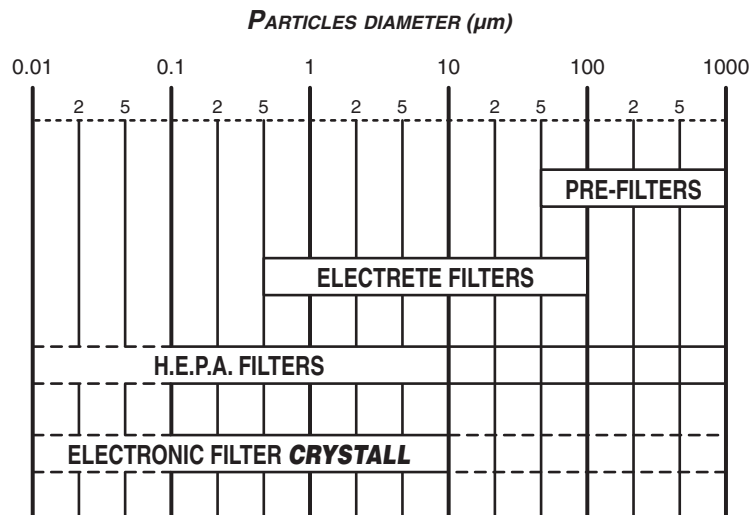 PARTICLES DIAMETER (µm)
0.01 0.1 1 10 100 1000
2 5 2 5 2 5 2 5 2 5
PRE-FILTERS
ELECTRETE FILTERS
H.E.P.A. FILTERS
ELECTRONIC FILTER CRYSTALL